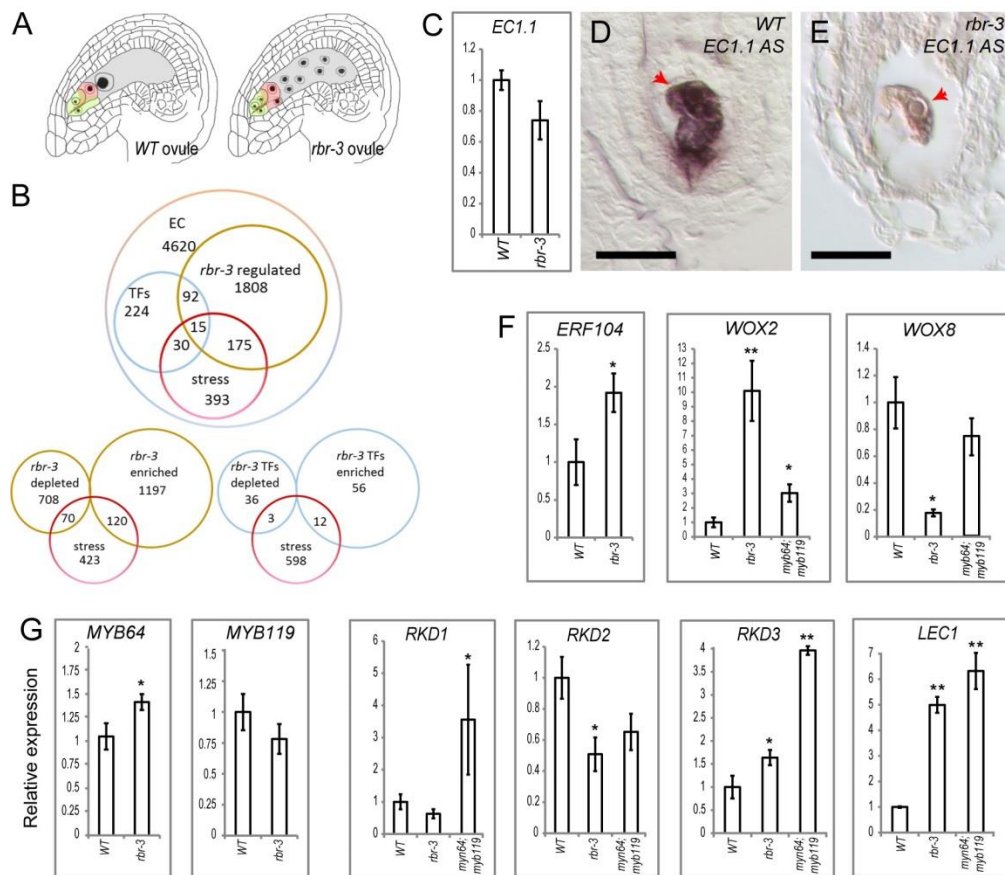 A
WT ovule
rbr-3 ovule
B
EC
4620
rbr-3 regulated
1808
TFs
224
92
15
30
175
stress
393
rbr-3
depleted
708
rbr-3
enriched
1197
70
120
stress
423
rbr-3 TFs
depleted
36
rbr-3 TFs
enriched
56
3
12
stress
598
C
EC1.1
1.2
1
0.8
0.6
0.4
0.2
0
WT
rbr-3
D
WT
EC1.1 AS
E
rbr-3
EC1.1 AS
F
ERF104
2.5
2.0
1.5
1
0.5
0
*
WT
rbr-3
WOX2
13
12
11
10
9
8
7
6
5
4
3
2
1
0
**
*
WT
rbr-3
myb64;
myb119
WOX8
1.4
1.2
1
0.8
0.6
0.4
0.2
0
*
WT
rbr-3
myb64;
myb119
G
Relative expression
MYB64
2
1.75
1.5
1.25
1
0.75
0.5
0.25
0
*
WT
rbr-3
MYB119
1.5
1.25
1
0.75
0.5
0.25
0
WT
rbr-3
RKD1
6
5
4
3
2
1
0
*
WT
rbr-3
myn64;
myb119
RKD2
1.2
1.0
0.8
0.6
0.4
0.2
0
*
WT
rbr-3
myn64;
myb119
RKD3
4
3.5
3
2.5
2
1.5
1
0.5
0
*
**
WT
rbr-3
myb64;
myb119
LEC1
7
6
5
4
3
2
1
0
**
**
WT
rbr-3
myb64;
myb119